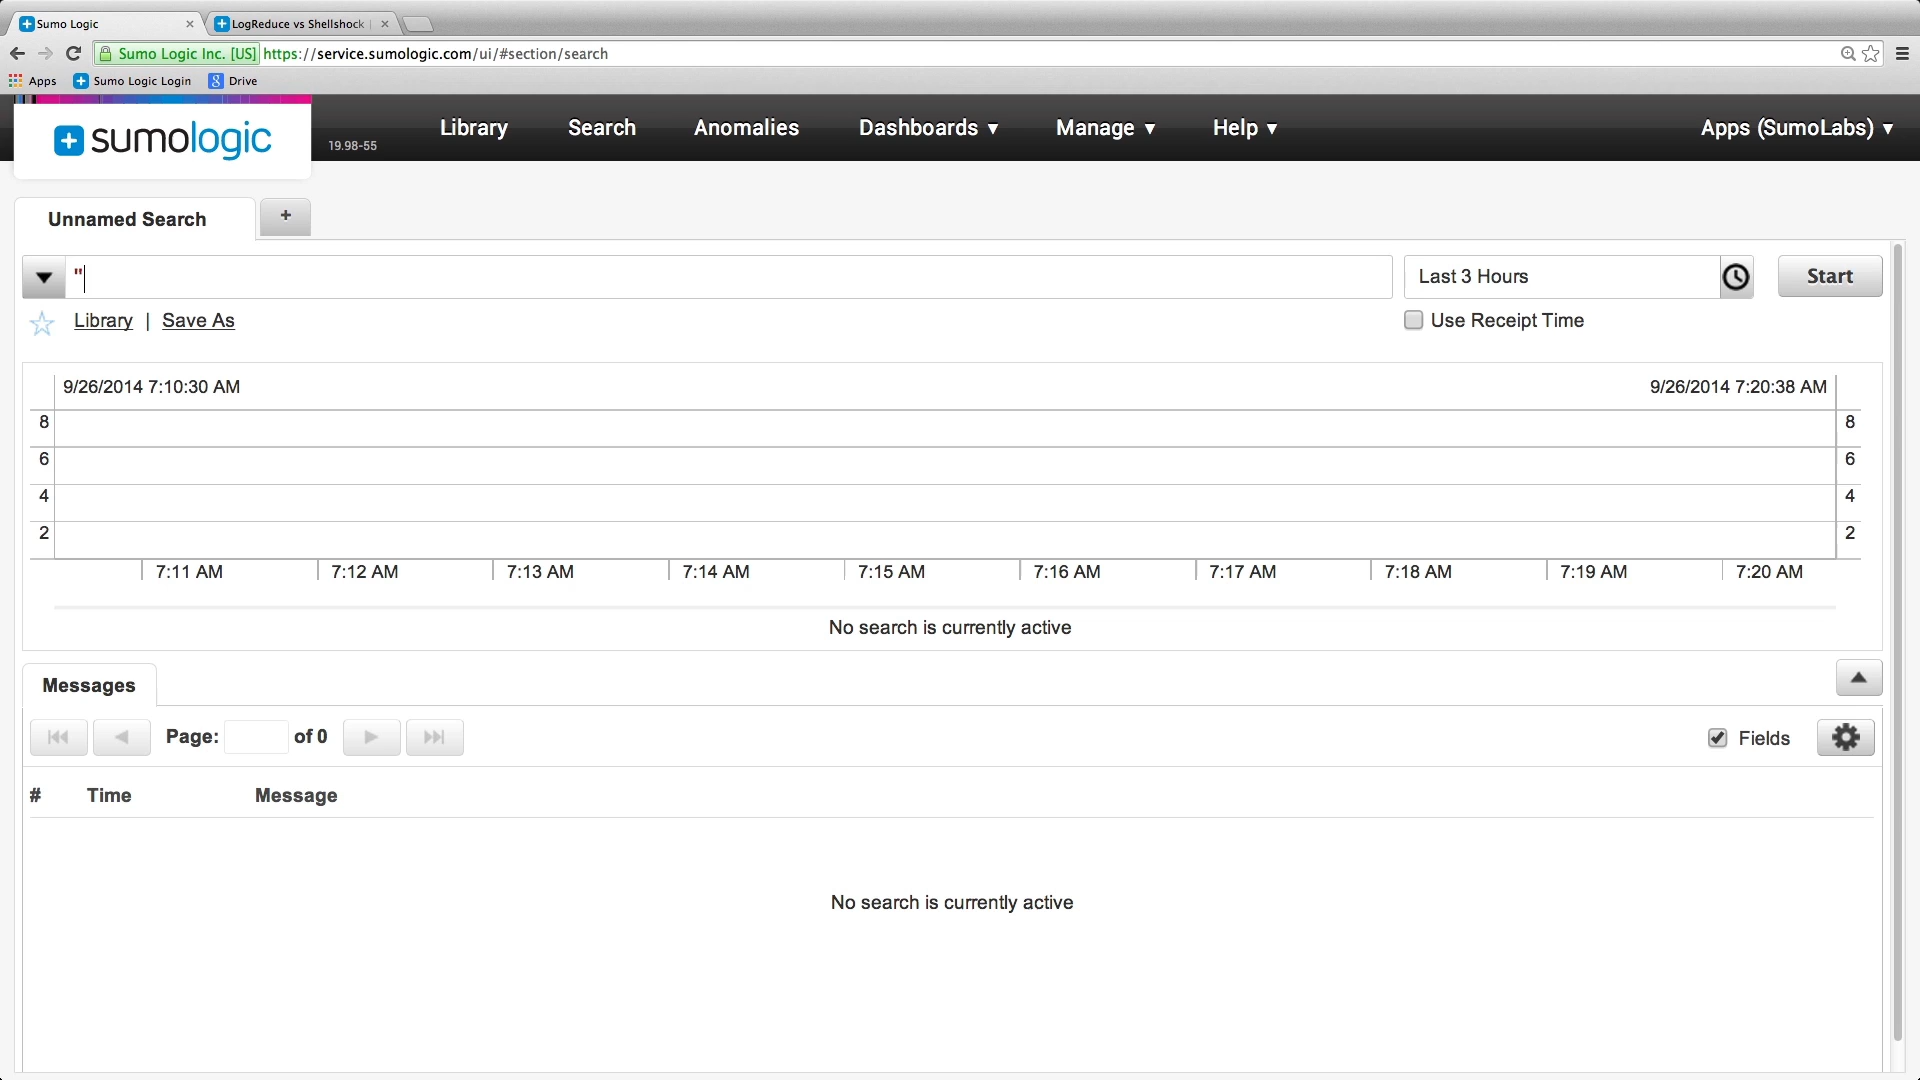 Sumo Logic
LogReduce vs Shellshock |
Sumo Logic Inc. [US] https://service.sumologic.com/ui/#section/search
Apps Sumo Logic Login 8 Drive
sumologic
19.98-55
Library Search Anomalies Dashboards ▼ Manage ▼ Help ▼ Apps (SumoLabs) ▼
Unnamed Search +
" Last 3 Hours Start
Library | Save As Use Receipt Time
9/26/2014 7:10:30 AM 9/26/2014 7:20:38 AM
8 8
6 6
4 4
2 2
7:11 AM 7:12 AM 7:13 AM 7:14 AM 7:15 AM 7:16 AM 7:17 AM 7:18 AM 7:19 AM 7:20 AM
No search is currently active
Messages
Page: of 0 Fields
# Time Message
No search is currently active